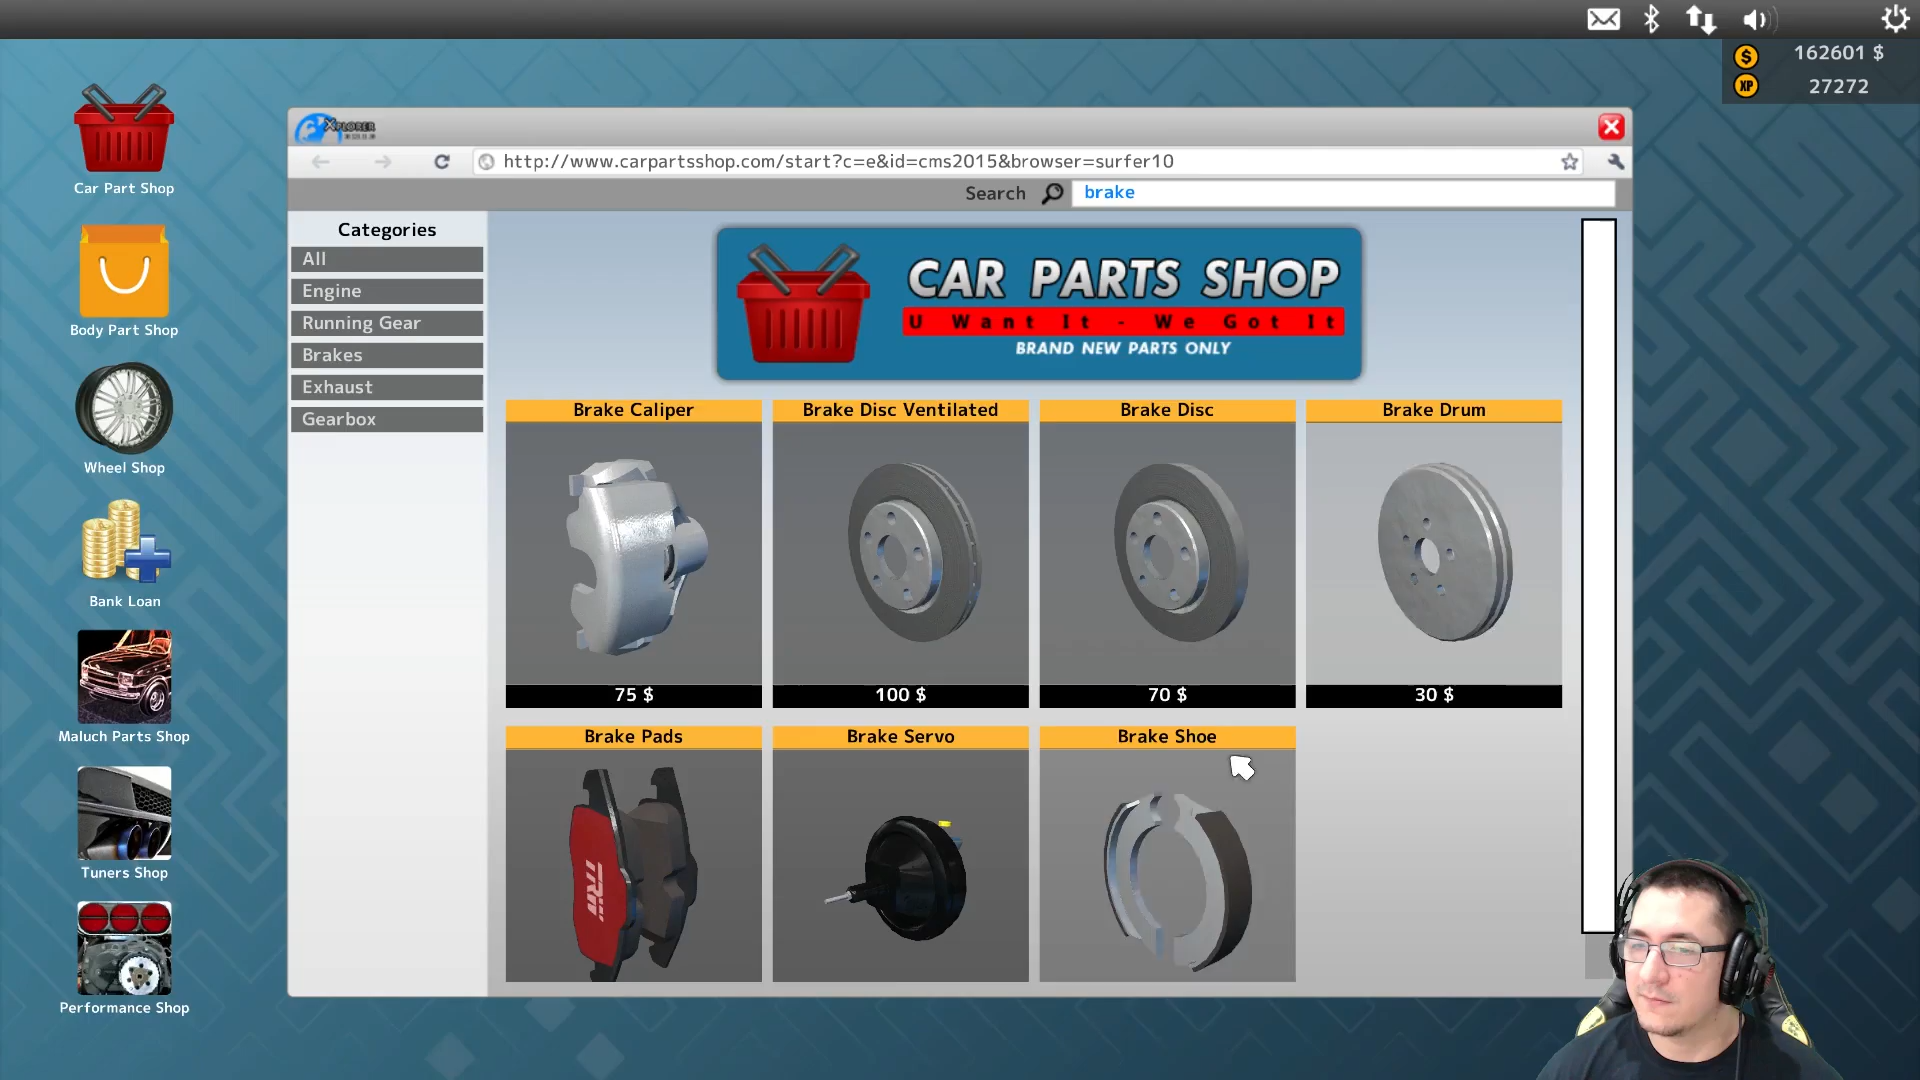 162601 $
XP 27272
Car Part Shop
Body Part Shop
Wheel Shop
Bank Loan
Maluch Parts Shop
Tuners Shop
Performance Shop
XPLORER
http://www.carpartsshop.com/start?c=e&id=cms2015&browser=surfer10
Search brake
Categories
All
Engine
Running Gear
Brakes
Exhaust
Gearbox
CAR PARTS SHOP
U Want It - We Got It
BRAND NEW PARTS ONLY
Brake Caliper
75 $
Brake Disc Ventilated
100 $
Brake Disc
70 $
Brake Drum
30 $
Brake Pads
TRW
Brake Servo
Brake Shoe